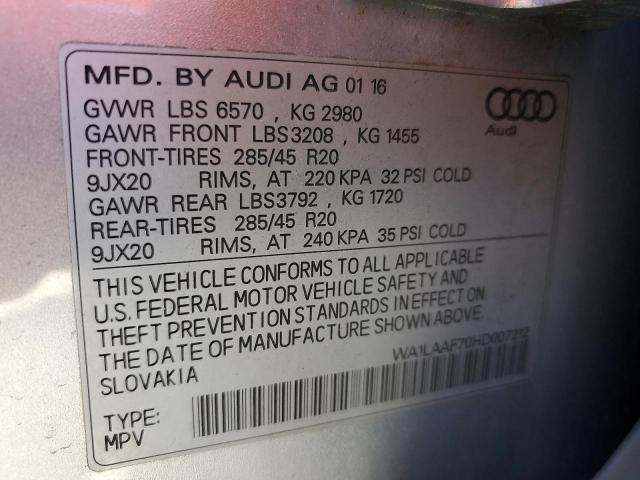 MFD. BY AUDI AG 01 16
GVWR LBS 6570 , KG 2980
GAWR FRONT LBS3208 , KG 1455
FRONT-TIRES 285/45 R20
9JX20 RIMS, AT 220 KPA 32 PSI COLD
GAWR REAR LBS3792 , KG 1720
REAR-TIRES 285/45 R20
9JX20 RIMS, AT 240 KPA 35 PSI COLD
Audi
THIS VEHICLE CONFORMS TO ALL APPLICABLE
U.S. FEDERAL MOTOR VEHICLE SAFETY AND
THEFT PREVENTION STANDARDS IN EFFECT ON
THE DATE OF MANUFACTURE SHOWN ABOVE.
SLOVAKIA
WA1LAAF70HD007212
TYPE:
MPV